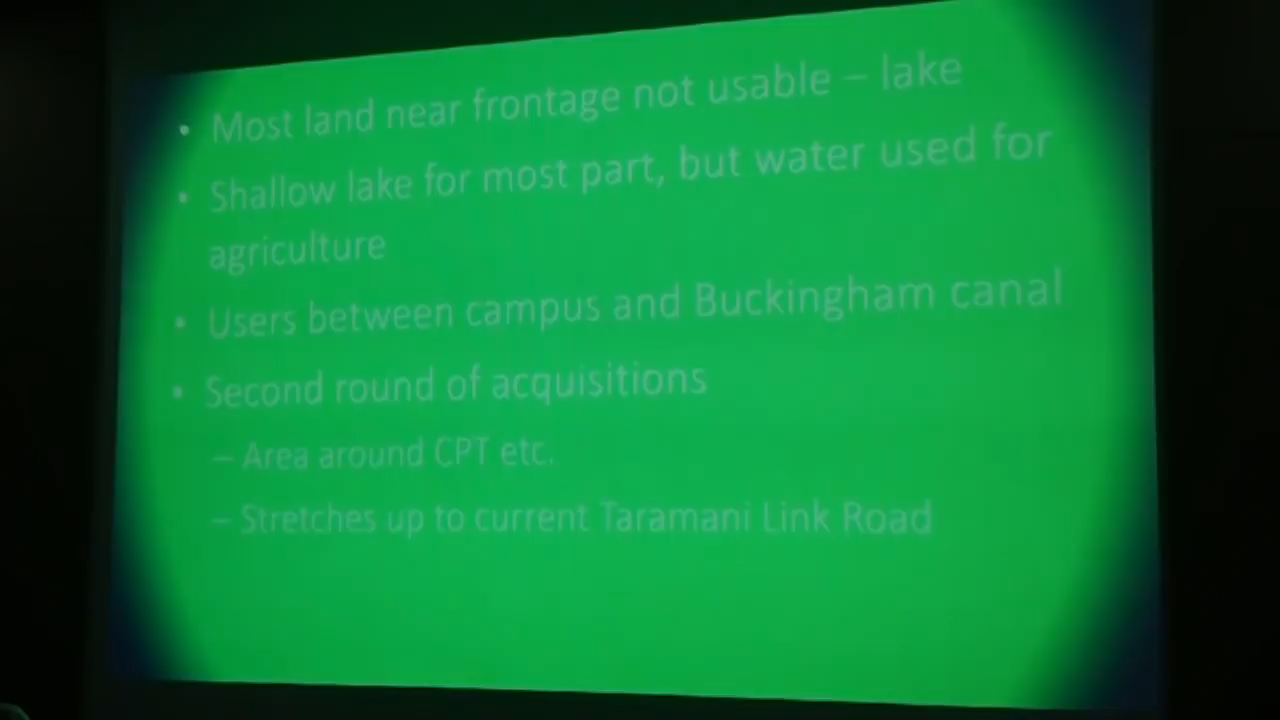 • Most land near frontage not usable – lake
• Shallow lake for most part, but water used for
agriculture
• Users between campus and Buckingham canal
• Second round of acquisitions
– Area around CPT etc.
– Stretches up to current Taramani Link Road